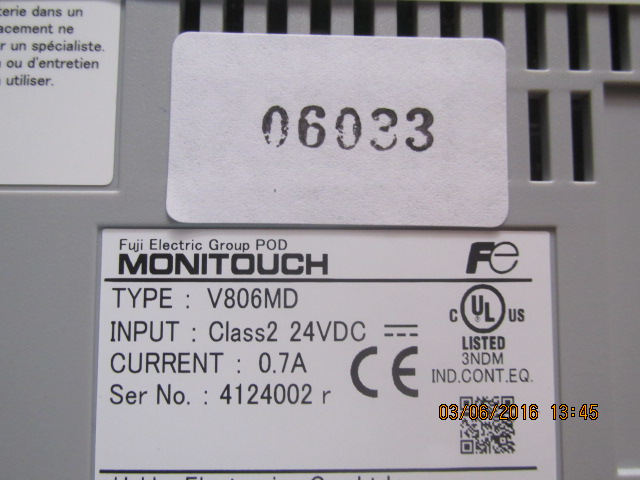 terie dans un
acement ne
r un spécialiste.
ou d'entretien
utiliser.
06033
Fuji Electric Group POD
MONITOUCH
Fe
TYPE : V806MD
INPUT : Class2 24VDC
CURRENT : 0.7A
Ser No. : 4124002 r
CE
C UL US
LISTED
3NDM
IND.CONT.EQ.
03/06/2016 13:45